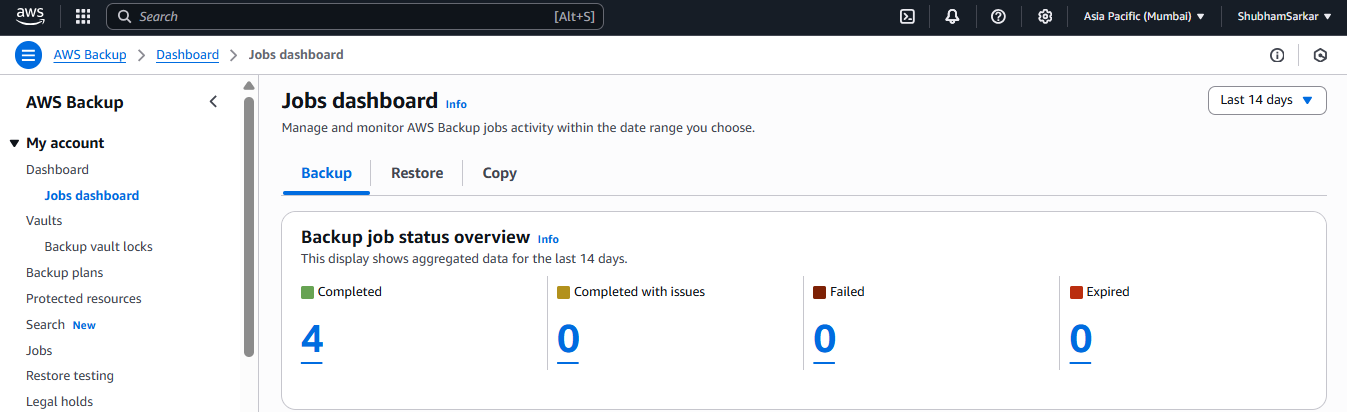 aws
Search [Alt+S]
Asia Pacific (Mumbai) ▼
ShubhamSarkar ▼
AWS Backup > Dashboard > Jobs dashboard
AWS Backup
My account
Dashboard
Jobs dashboard
Vaults
Backup vault locks
Backup plans
Protected resources
Search New
Jobs
Restore testing
Legal holds
Jobs dashboard Info
Last 14 days ▼
Manage and monitor AWS Backup jobs activity within the date range you choose.
Backup Restore Copy
Backup job status overview Info
This display shows aggregated data for the last 14 days.
Completed
4
Completed with issues
0
Failed
0
Expired
0